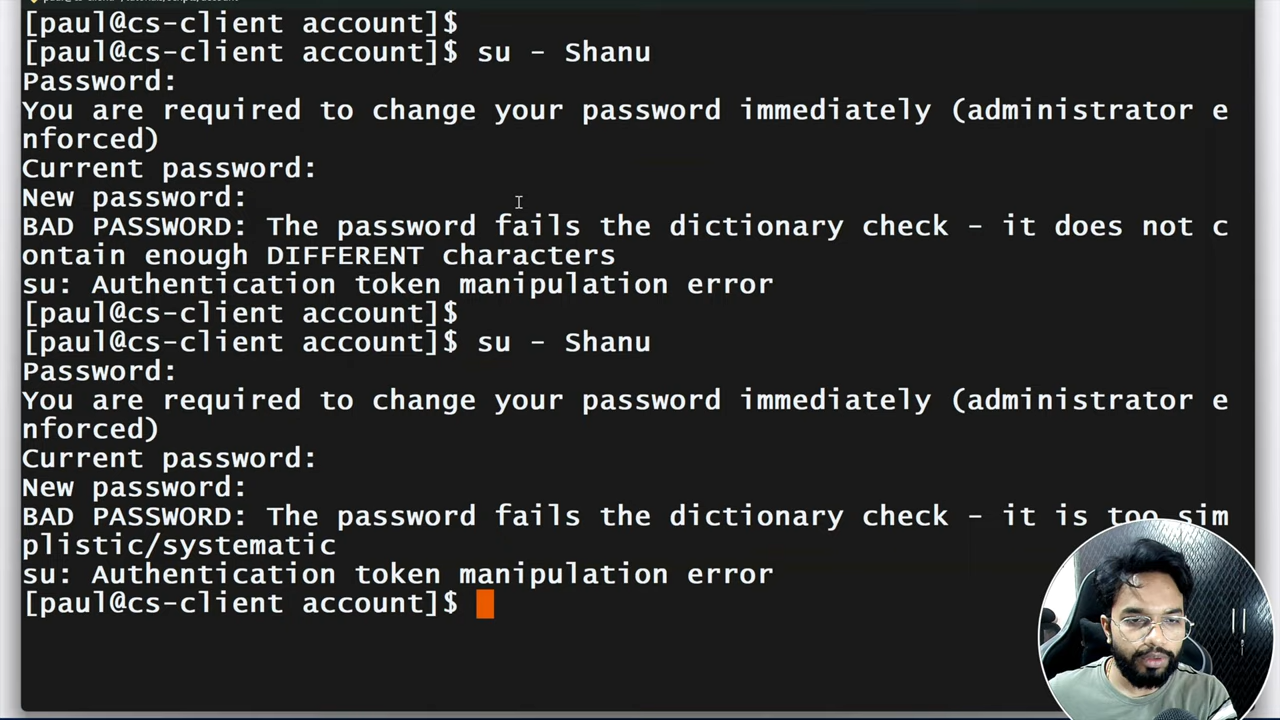 [paul@cs-client account]$
[paul@cs-client account]$ su - Shanu
Password:
You are required to change your password immediately (administrator e
nforced)
Current password:
New password:
BAD PASSWORD: The password fails the dictionary check - it does not c
ontain enough DIFFERENT characters
su: Authentication token manipulation error
[paul@cs-client account]$
[paul@cs-client account]$ su - Shanu
Password:
You are required to change your password immediately (administrator e
nforced)
Current password:
New password:
BAD PASSWORD: The password fails the dictionary check - it is too sim
plistic/systematic
su: Authentication token manipulation error
[paul@cs-client account]$